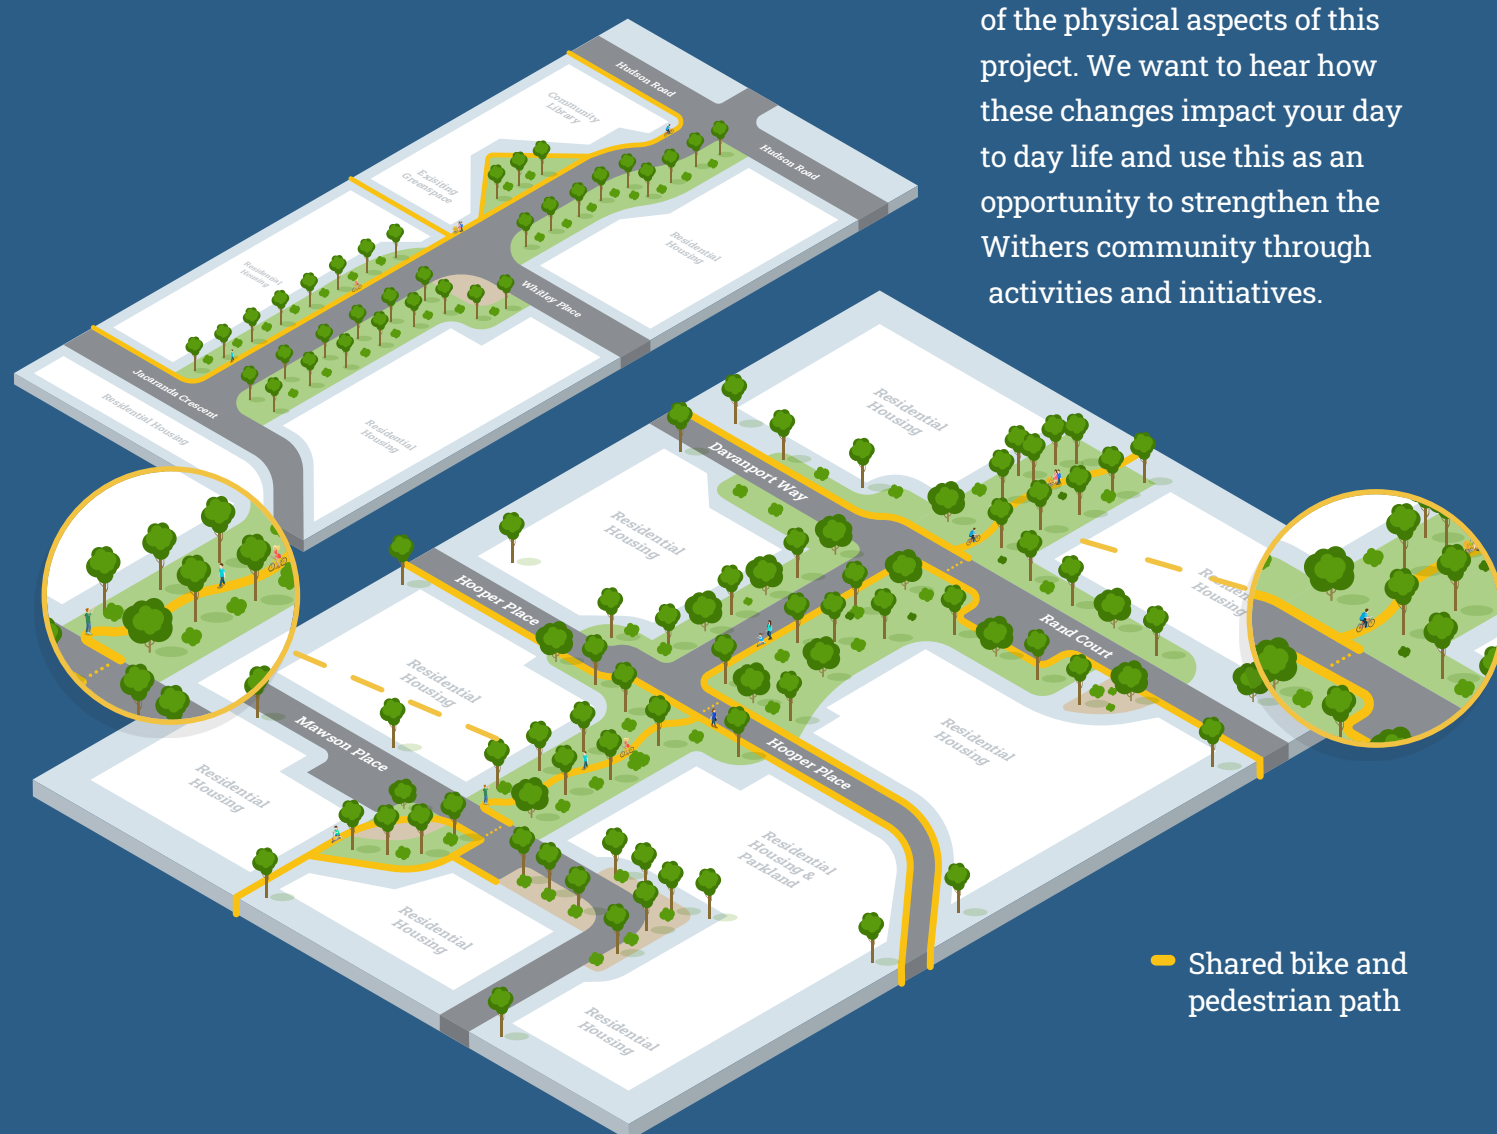 of the physical aspects of this
project. We want to hear how
these changes impact your day
to day life and use this as an
opportunity to strengthen the
Withers community through
activities and initiatives.
Hudson Road
Community
Library
Hudson Road
Exisiting
Greenspace
Residential
Housing
Residential
Housing
Whitley Place
Jacaranda Crescent
Residential Housing
Residential
Housing
Residential
Housing
Davanport Way
Residential
Housing
Hooper Place
Residential
Housing
Rand Court
Residential
Housing
Mawson Place
Residential
Housing
Hooper Place
Residential
Housing
Residential
Housing &
Parkland
Residential
Housing
Residential
Housing
Shared bike and
pedestrian path